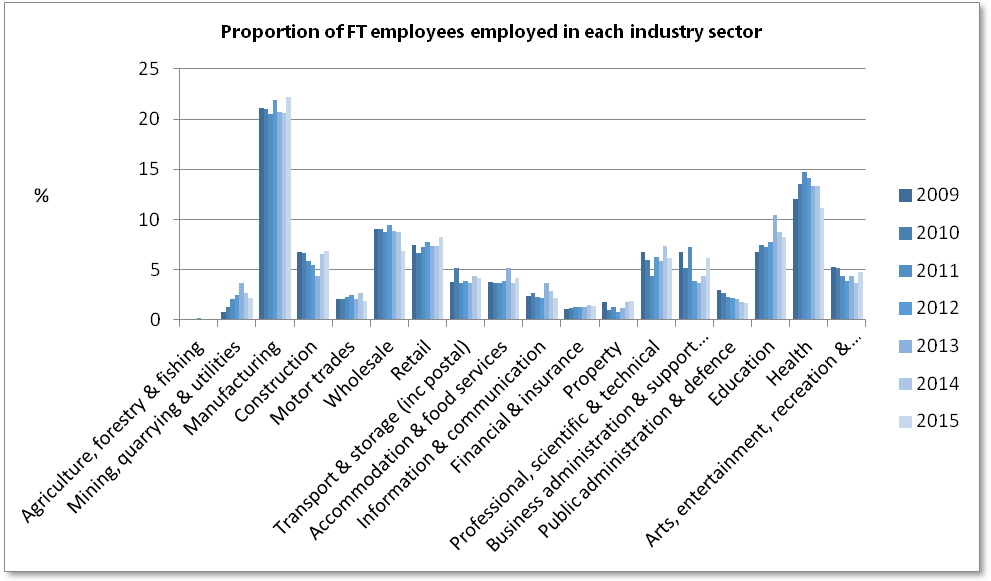 Proportion of FT employees employed in each industry sector
25
20
15
10
5
0
%
Agriculture, forestry & fishing
Mining, quarrying & utilities
Manufacturing
Construction
Motor trades
Wholesale
Retail
Transport & storage (inc postal)
Accommodation & food services
Information & communication
Financial & insurance
Property
Professional, scientific & technical
Business administration & support...
Public administration & defence
Education
Health
Arts, entertainment, recreation &...
2009
2010
2011
2012
2013
2014
2015